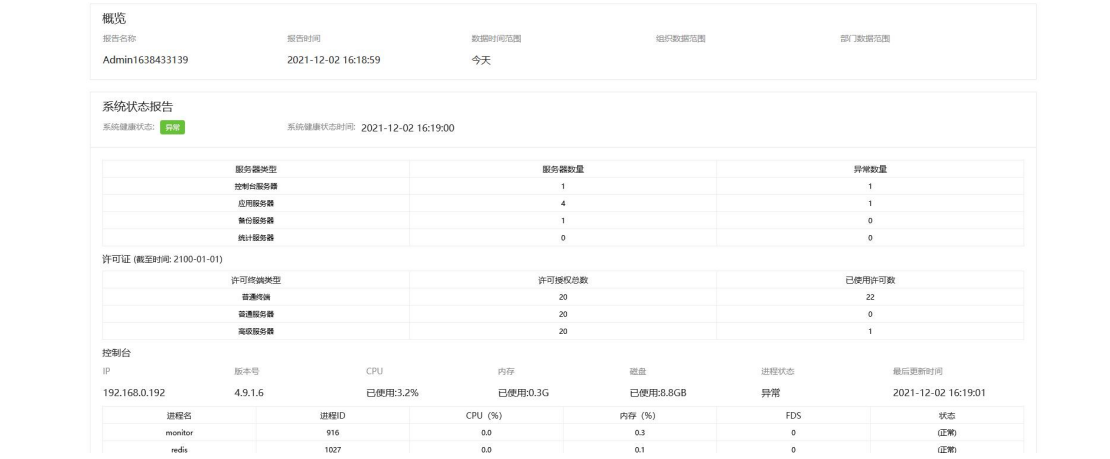 概览
报告名称 报告时间 数据时间范围 组织数据范围 部门数据范围
Admin1638433139 2021-12-02 16:18:59 今天
系统状态报告
系统健康状态: 异常 系统健康状态时间: 2021-12-02 16:19:00
服务器类型 服务器数量 异常数量
控制台服务器 1 1
应用服务器 4 1
备份服务器 1 0
统计服务器 0 0
许可证 (截至时间: 2100-01-01)
许可终端类型 许可授权总数 已使用许可数
普通终端 20 22
普通服务器 20 0
高级服务器 20 1
控制台
IP 版本号 CPU 内存 磁盘 进程状态 最后更新时间
192.168.0.192 4.9.1.6 已使用:3.2% 已使用:0.3G 已使用:8.8GB 异常 2021-12-02 16:19:01
进程名 进程ID CPU（%） 内存（%） FDS 状态
monitor 916 0.0 0.3 0 (正常)
redis 1027 0.0 0.1 0 (正常)